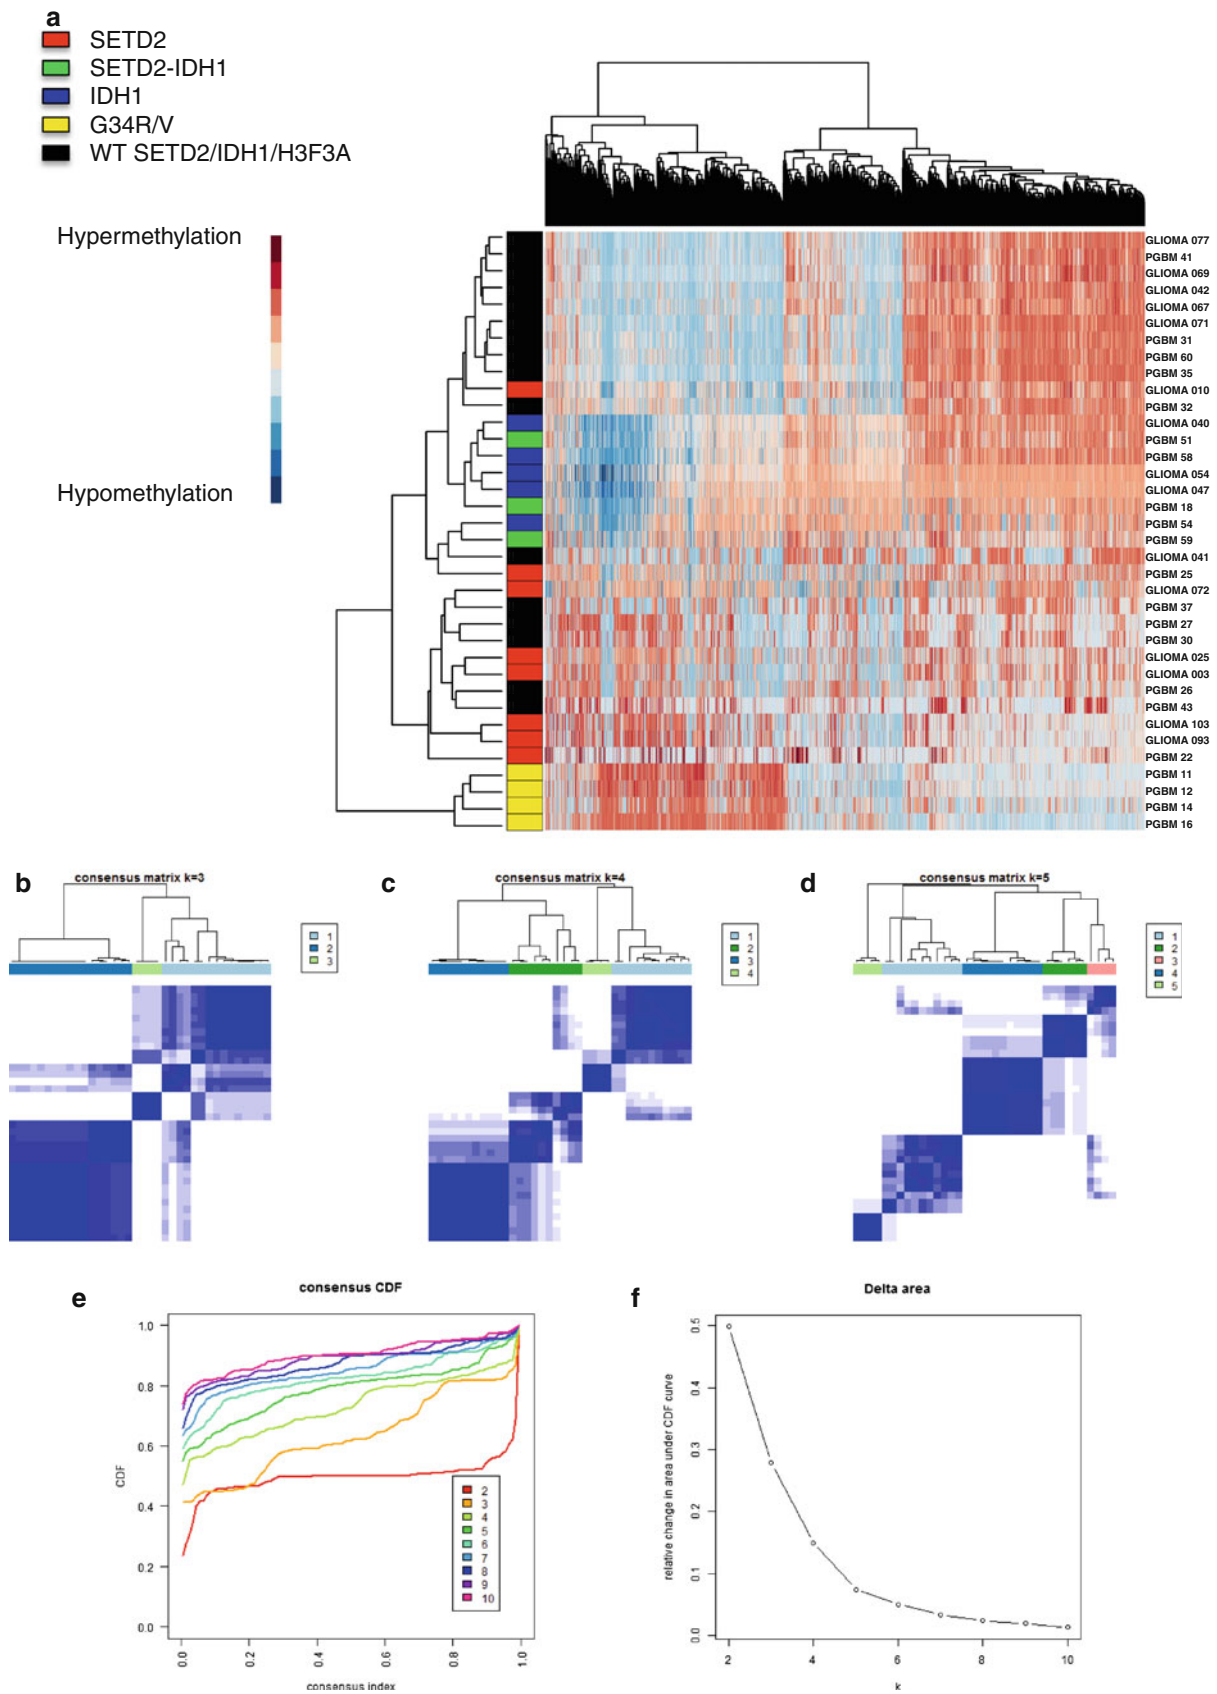 a
SETD2
SETD2-IDH1
IDH1
G34R/V
WT SETD2/IDH1/H3F3A
Hypermethylation
Hypomethylation
GLIOMA 077
PGBM 41
GLIOMA 069
GLIOMA 042
GLIOMA 067
GLIOMA 071
PGBM 31
PGBM 60
PGBM 35
GLIOMA 010
PGBM 32
GLIOMA 040
PGBM 51
PGBM 58
GLIOMA 054
GLIOMA 047
PGBM 18
PGBM 54
PGBM 59
GLIOMA 041
PGBM 25
GLIOMA 072
PGBM 37
PGBM 27
PGBM 30
GLIOMA 025
GLIOMA 003
PGBM 26
PGBM 43
GLIOMA 103
GLIOMA 093
PGBM 22
PGBM 11
PGBM 12
PGBM 14
PGBM 16
b
consensus matrix k=3
1
2
3
c
consensus matrix k=4
1
2
3
4
d
consensus matrix k=5
1
2
3
4
5
e
consensus CDF
CDF
1.0
0.8
0.6
0.4
0.2
0.0
2
3
4
5
6
7
8
9
10
0.0
0.2
0.4
0.6
0.8
1.0
consensus index
f
Delta area
relative change in area under CDF curve
0.5
0.4
0.3
0.2
0.1
0.0
2
4
6
8
10
k